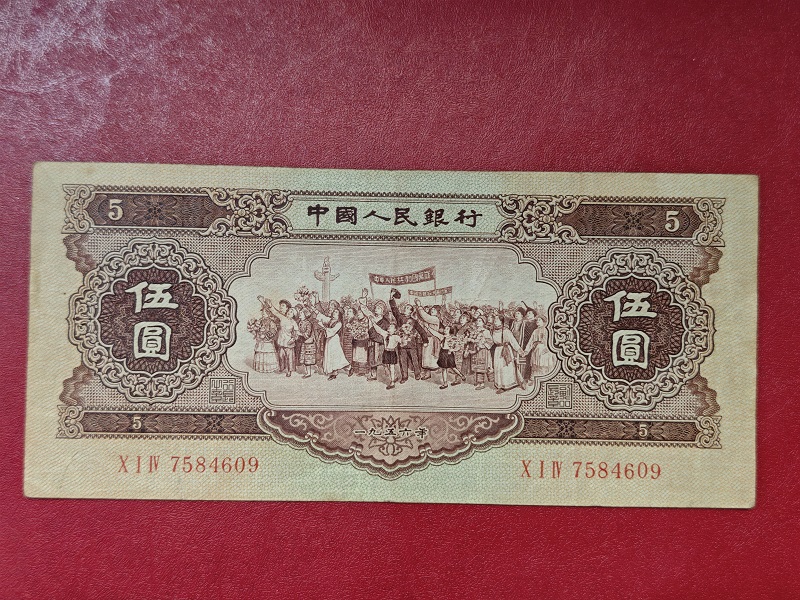 5 中國人民銀行 5
伍圓 伍圓
5 一九五六年 5
X I IV 7584609 X I IV 7584609